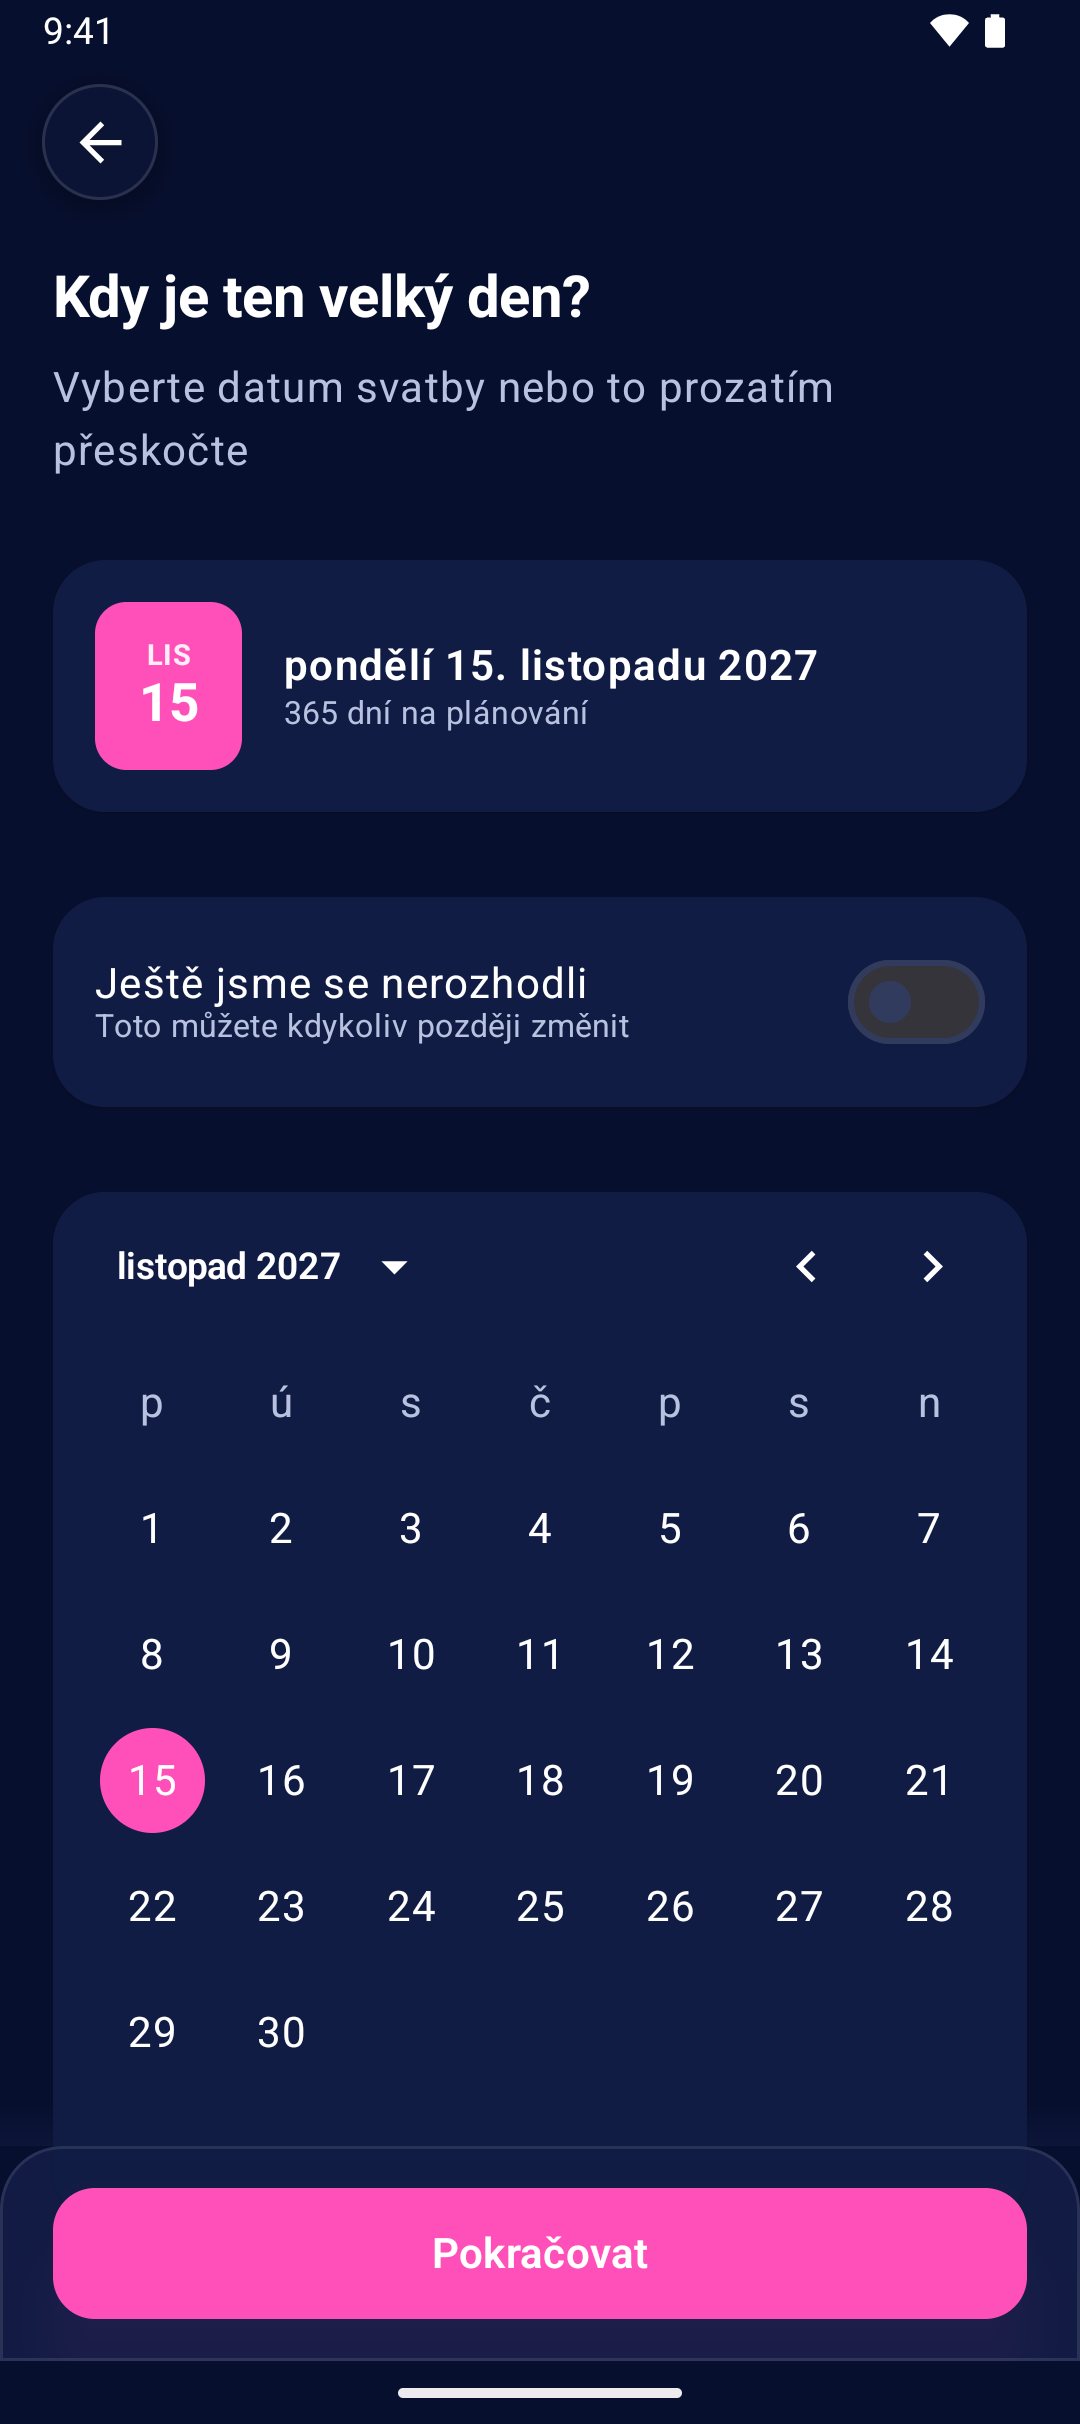 9:41
Kdy je ten velký den?
Vyberte datum svatby nebo to prozatím
přeskočte
LIS
15
pondělí 15. listopadu 2027
365 dní na plánování
Ještě jsme se nerozhodli
Toto můžete kdykoliv později změnit
listopad 2027
p ú s č p s n
1 2 3 4 5 6 7
8 9 10 11 12 13 14
15 16 17 18 19 20 21
22 23 24 25 26 27 28
29 30
Pokračovat